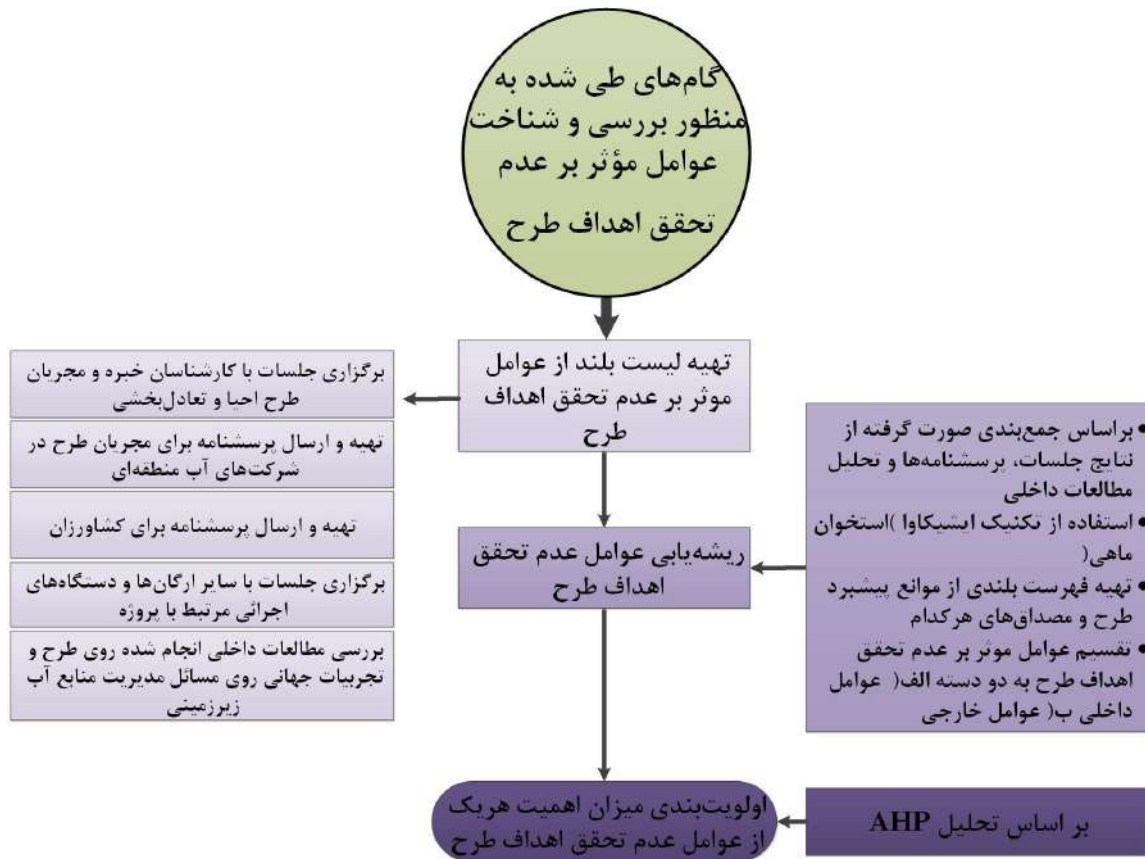 گام‌های طی شده به
منظور بررسی و شناخت
عوامل مؤثر بر عدم
تحقق اهداف طرح
تهیه لیست بلند از عوامل
موثر بر عدم تحقق اهداف
طرح
برگزاری جلسات با کارشناسان خبره و مجریان
طرح احیا و تعادل‌بخشی
تهیه و ارسال پرسشنامه برای مجریان طرح در
شرکت‌های آب منطقه‌ای
تهیه و ارسال پرسشنامه برای کشاورزان
برگزاری جلسات با سایر ارگان‌ها و دستگاه‌های
اجرائی مرتبط با پروژه
بررسی مطالعات داخلی انجام شده روی طرح و
تجربیات جهانی روی مسائل مدیریت منابع آب
زیرزمینی
ریشه‌یابی عوامل عدم تحقق
اهداف طرح
• براساس جمع‌بندی صورت گرفته از
نتایج جلسات، پرسشنامه‌ها و تحلیل
مطالعات داخلی
• استفاده از تکنیک ایشیکاوا )استخوان
ماهی(
• تهیه فهرست بلندی از موانع پیشبرد
طرح و مصداق‌های هرکدام
• تقسیم عوامل موثر بر عدم تحقق
اهداف طرح به دو دسته الف( عوامل
داخلی ب( عوامل خارجی
اولویت‌بندی میزان اهمیت هریک
از عوامل عدم تحقق اهداف طرح
بر اساس تحلیل AHP